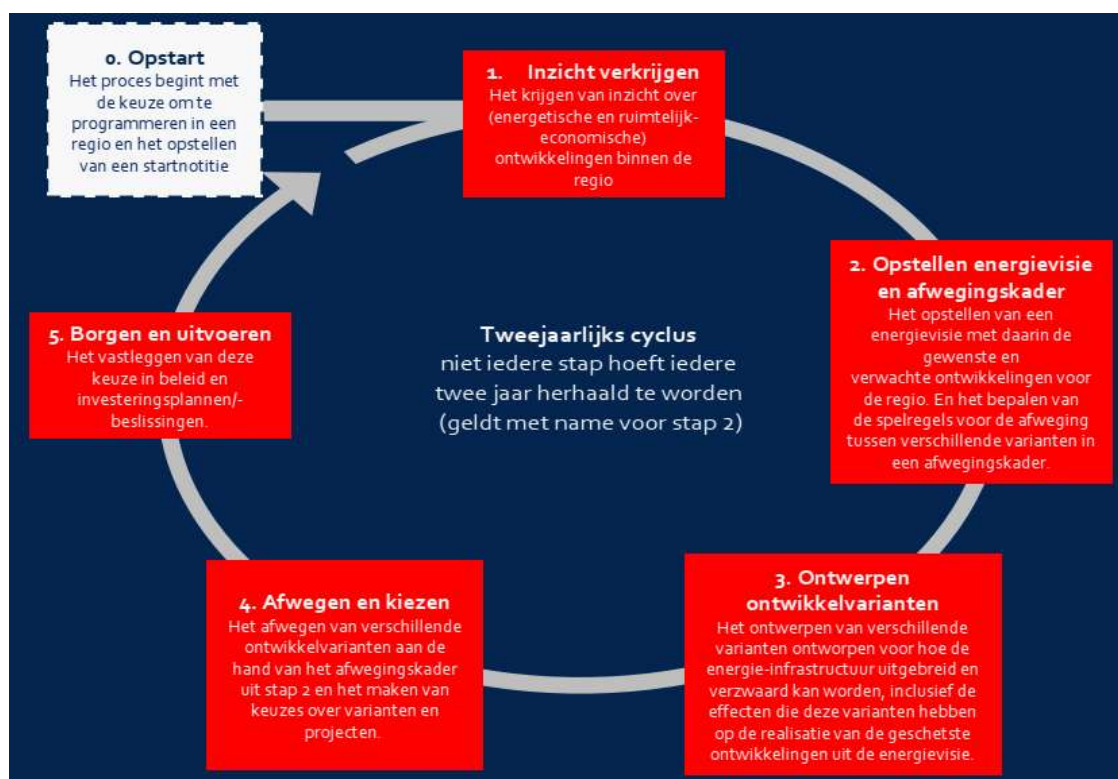 0. Opstart
Het proces begint met
de keuze om te
programmeren in een
regio en het opstellen
van een startnotitie
1. Inzicht verkrijgen
Het krijgen van inzicht over
(energetische en ruimtelijk-
economische)
ontwikkelingen binnen de
regio
2. Opstellen energievisie
en afwegingskader
Het opstellen van een
energievisie met daarin de
gewenste en
verwachte ontwikkelingen voor
de regio. En het bepalen van
de spelregels voor de afweging
tussen verschillende varianten in
een afwegingskader.
3. Ontwerpen
ontwikkelvarianten
Het ontwerpen van verschillende
varianten ontworpen voor hoe de
energie-infrastructuur uitgebreid en
verzwaard kan worden, inclusief de
effecten die deze varianten hebben
op de realisatie van de geschetste
ontwikkelingen uit de energievisie.
4. Afwegen en kiezen
Het afwegen van verschillende
ontwikkelvarianten aan de
hand van het afwegingskader
uit stap 2 en het maken van
keuzes over varianten en
projecten.
5. Borgen en uitvoeren
Het vastleggen van deze
keuze in beleid en
investeringsplannen/-
beslissingen.
Tweejaarlijks cyclus
niet iedere stap hoeft iedere
twee jaar herhaald te worden
(geldt met name voor stap 2)